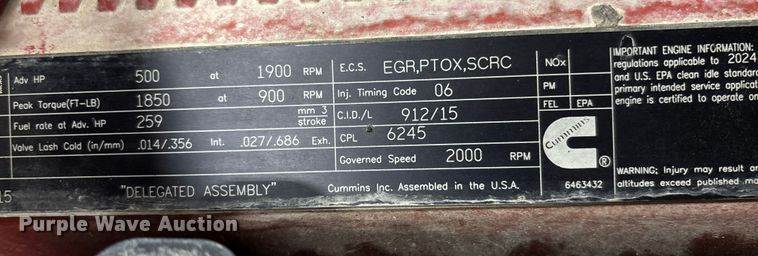 Adv HP 500 at 1900 RPM
Peak Torque(FT-LB) 1850 at 900 RPM
Fuel rate at Adv. HP 259 mm 3 stroke
Valve Lash Cold (in/mm) .014/.356 Int. .027/.686 Exh.
E.C.S. EGR,PTOX,SCRC
Inj. Timing Code 06
C.I.D./L 912/15
CPL 6245
Governed Speed 2000 RPM
NOx
PM
FEL EPA
Cummins
®
6463432
IMPORTANT ENGINE INFORMATION:
regulations applicable to 2024
and U.S. EPA clean idle standard
primary intended service applicat
engine is certified to operate on
WARNING; Injury may result an
altitudes exceed published ma
15 "DELEGATED ASSEMBLY" Cummins Inc. Assembled in the U.S.A.
Purple Wave Auction